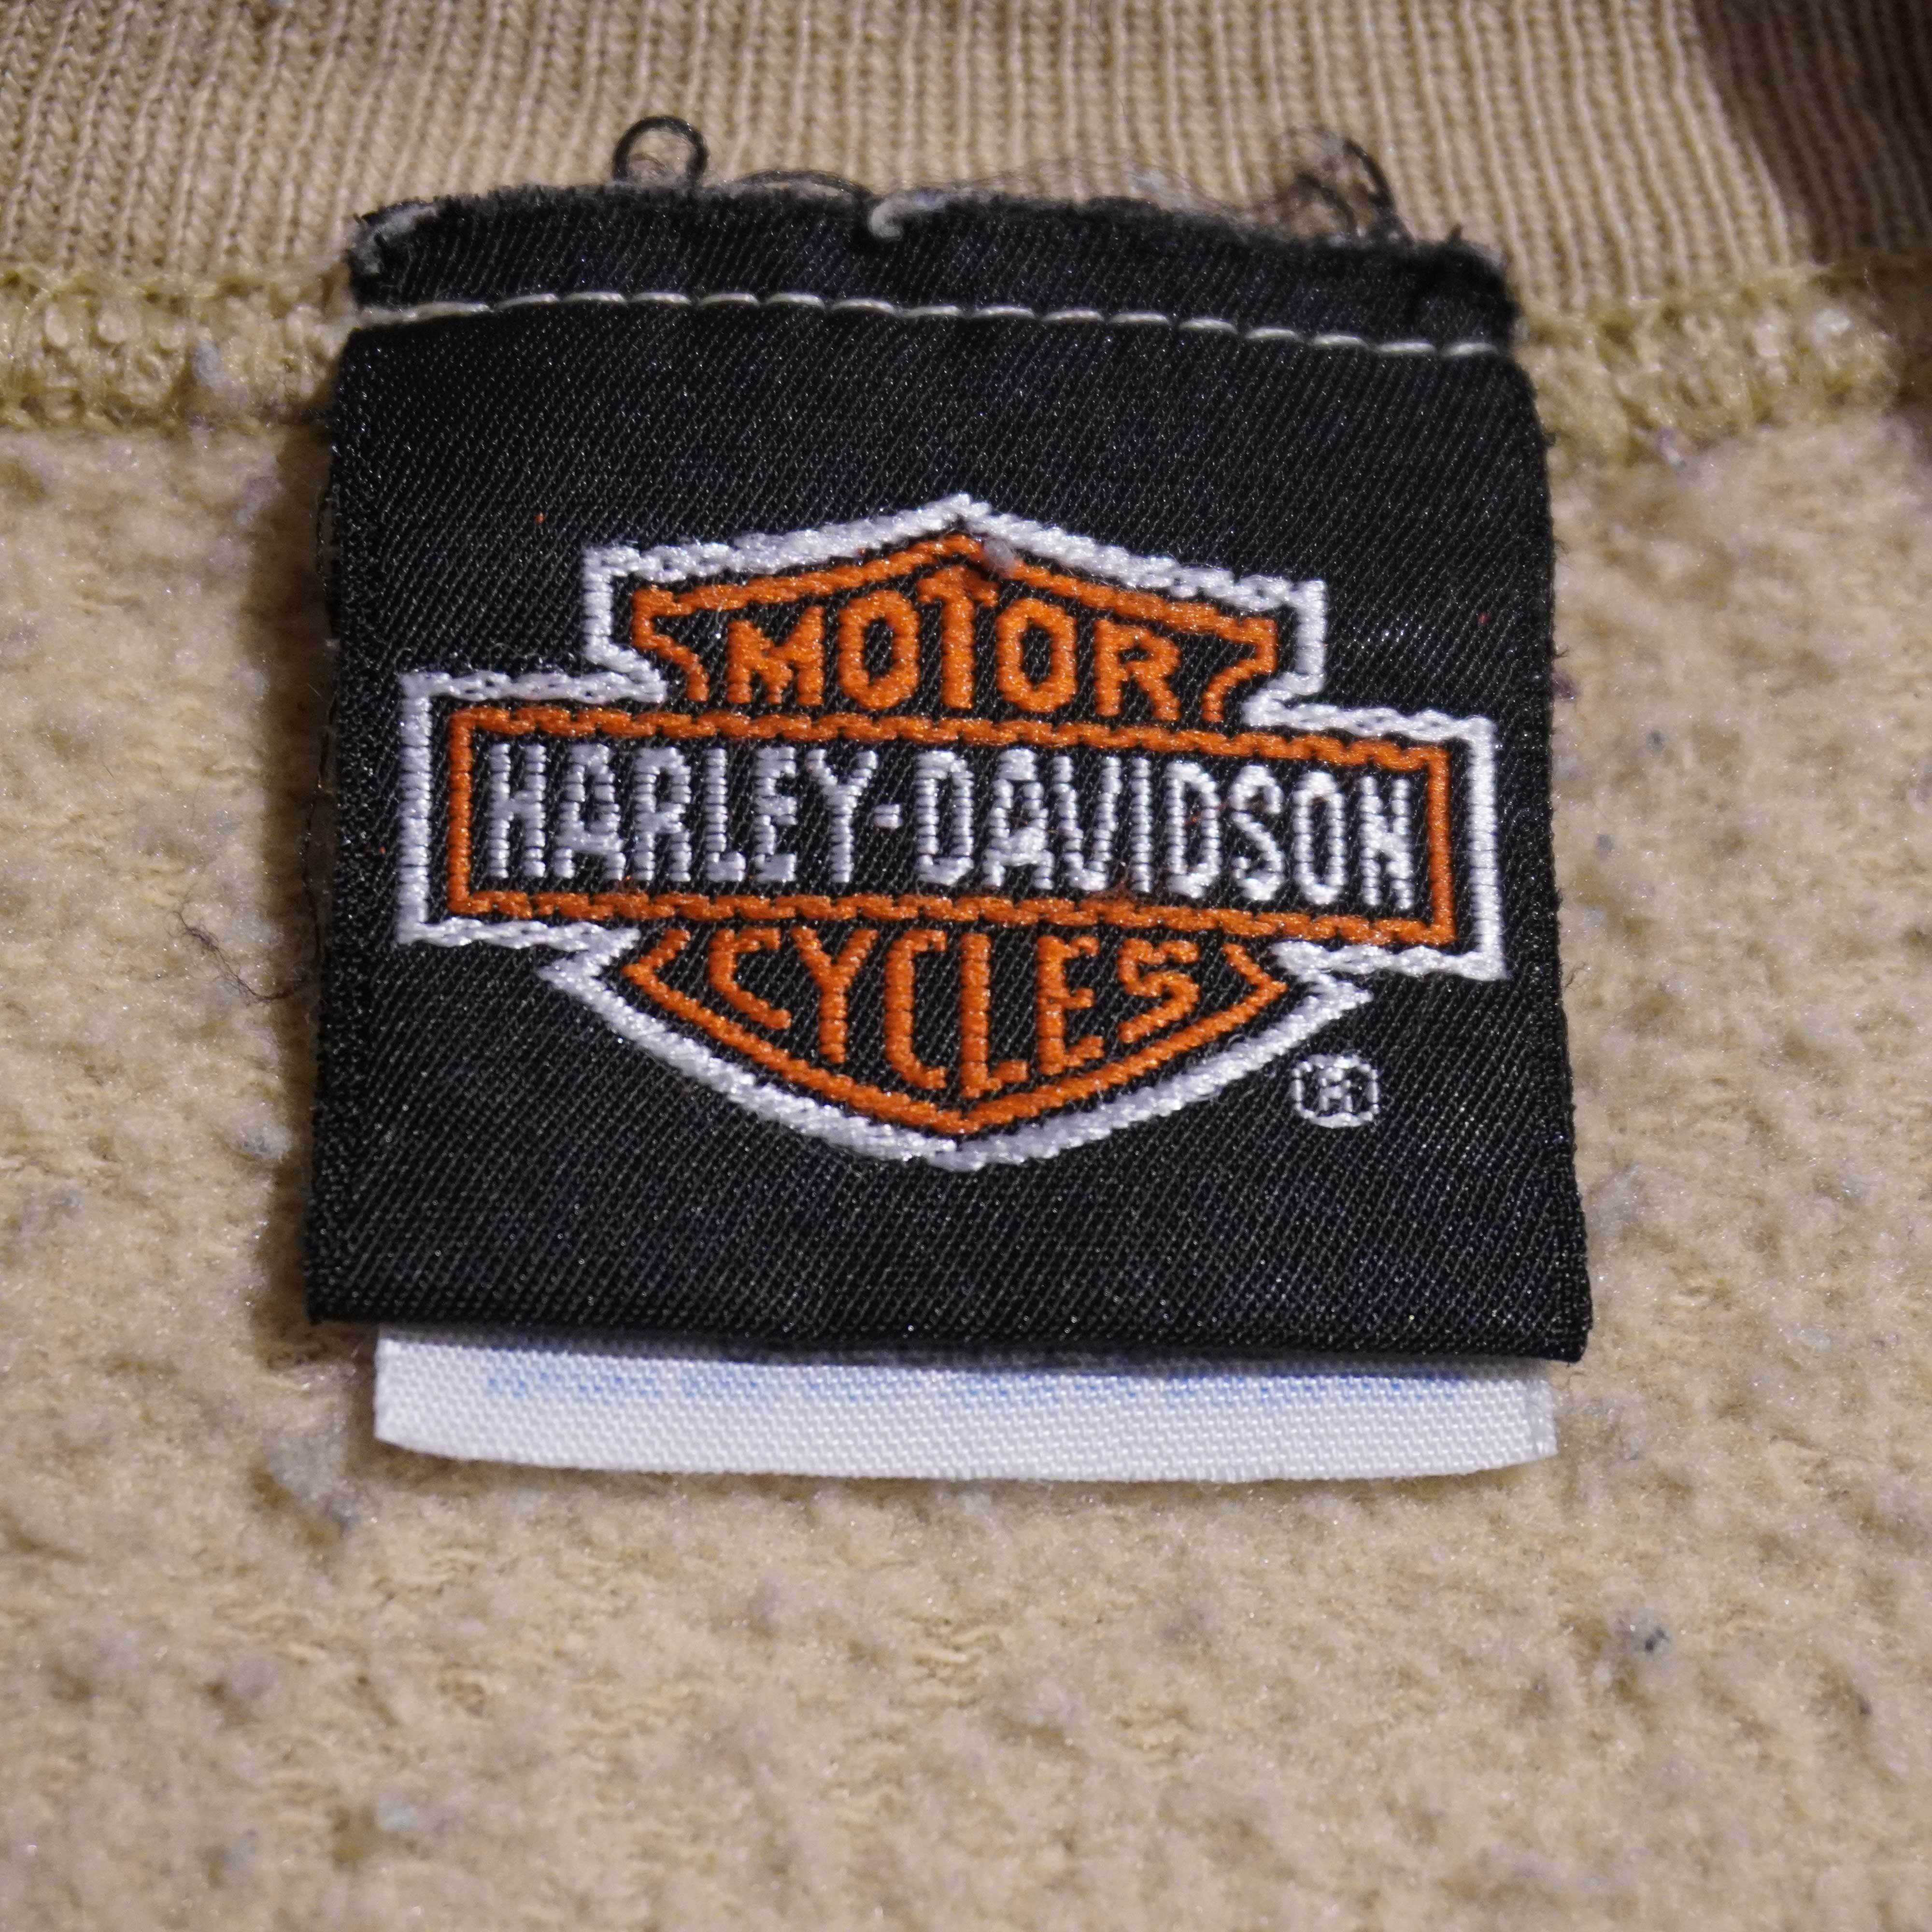 MOTOR
HARLEY-DAVIDSON
CYCLES
®